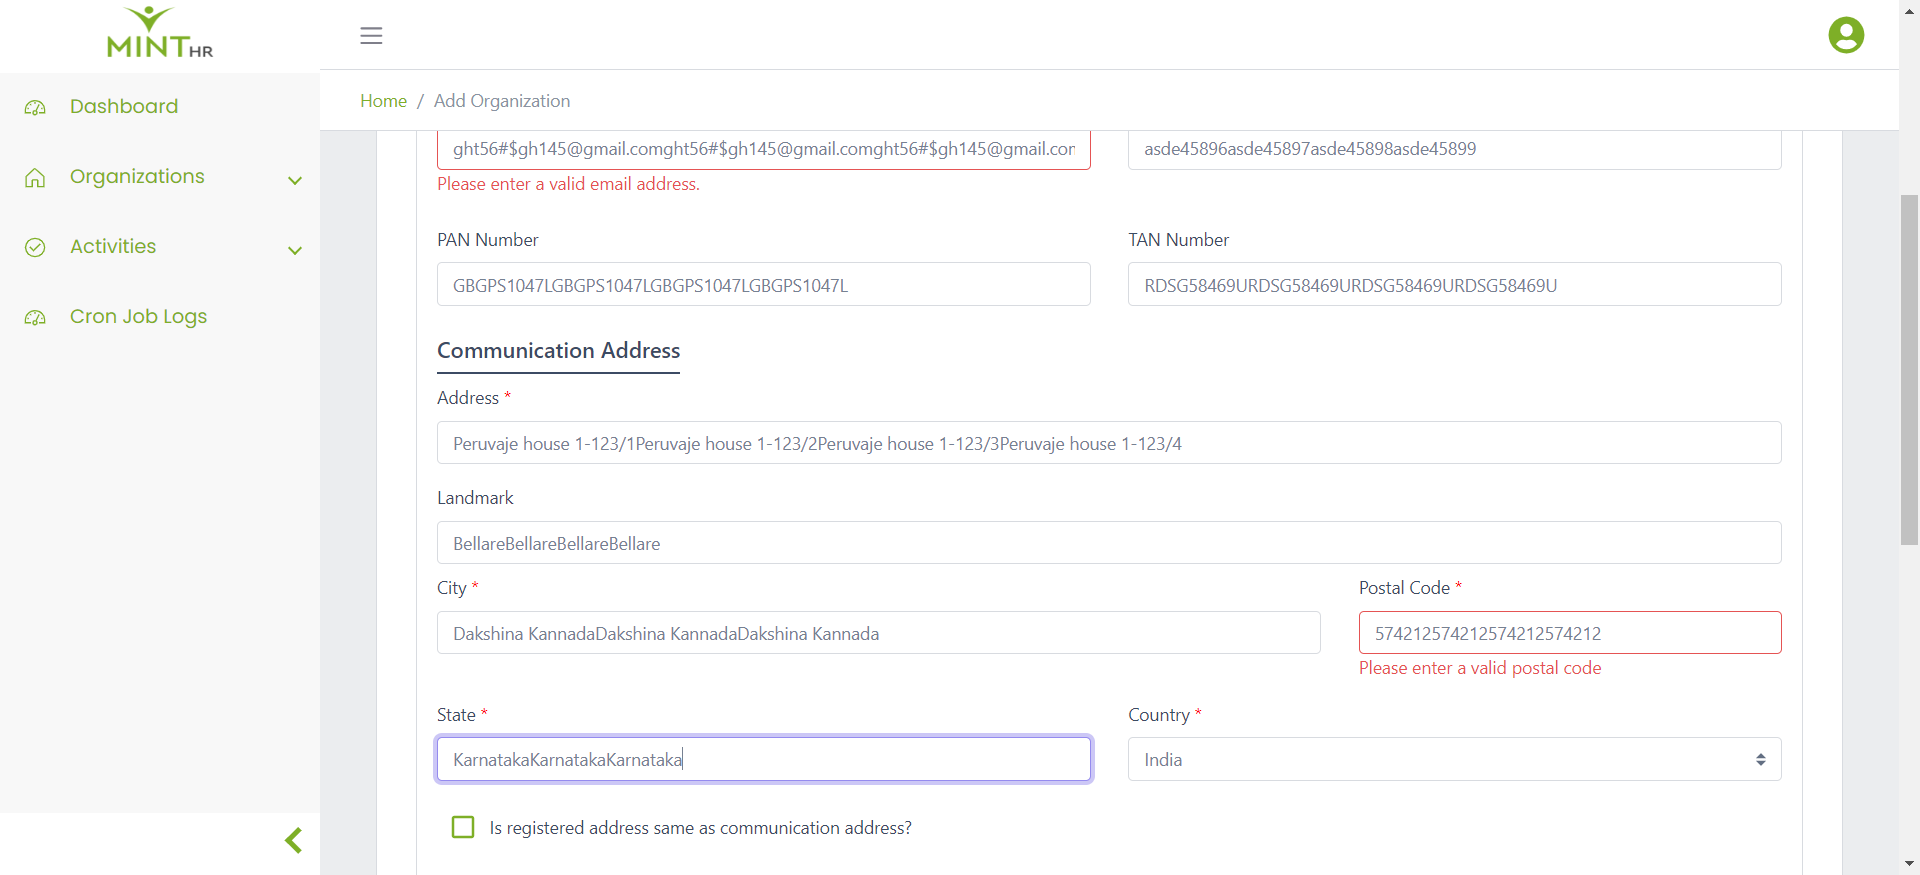 MINT HR
Dashboard
Organizations
Activities
Cron Job Logs
Home / Add Organization
ght56#$gh145@gmail.comght56#$gh145@gmail.comght56#$gh145@gmail.cor
asde45896asde45897asde45898asde45899
Please enter a valid email address.
PAN Number
TAN Number
GBGPS1047LGBGPS1047LGBGPS1047LGBGPS1047L
RDSG58469URDSG58469URDSG58469URDSG58469U
Communication Address
Address *
Peruvaje house 1-123/1Peruvaje house 1-123/2Peruvaje house 1-123/3Peruvaje house 1-123/4
Landmark
BellareBellareBellareBellare
City *
Postal Code *
Dakshina KannadaDakshina KannadaDakshina Kannada
574212574212574212574212
Please enter a valid postal code
State *
Country *
KarnatakaKarnatakaKarnataka
India
Is registered address same as communication address?